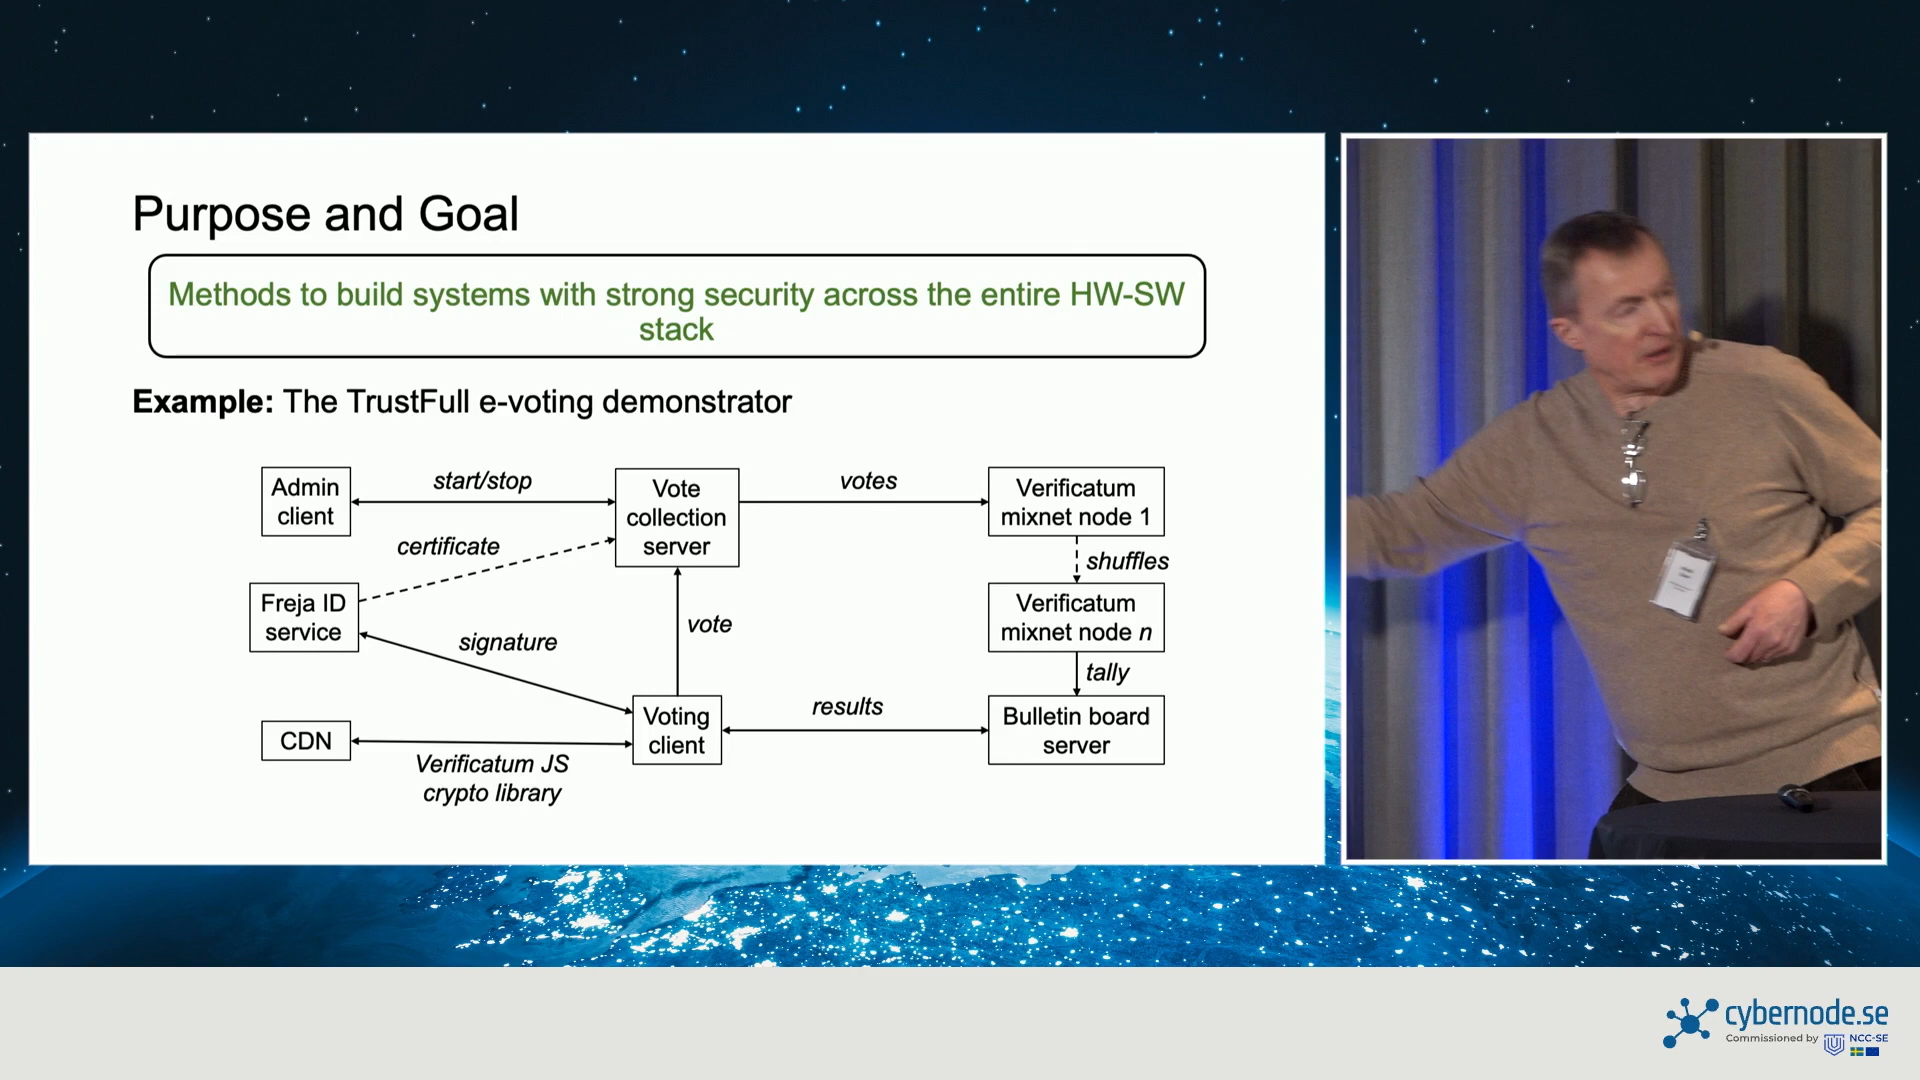 Purpose and Goal
Methods to build systems with strong security across the entire HW-SW
stack
Example: The TrustFull e-voting demonstrator
Admin
client
start/stop
Vote
collection
server
votes
Verificatum
mixnet node 1
certificate
shuffles
Freja ID
service
signature
vote
Verificatum
mixnet node n
tally
CDN
Verificatum JS
crypto library
Voting
client
results
Bulletin board
server
cybernode.se
Commissioned by
NCC-SE